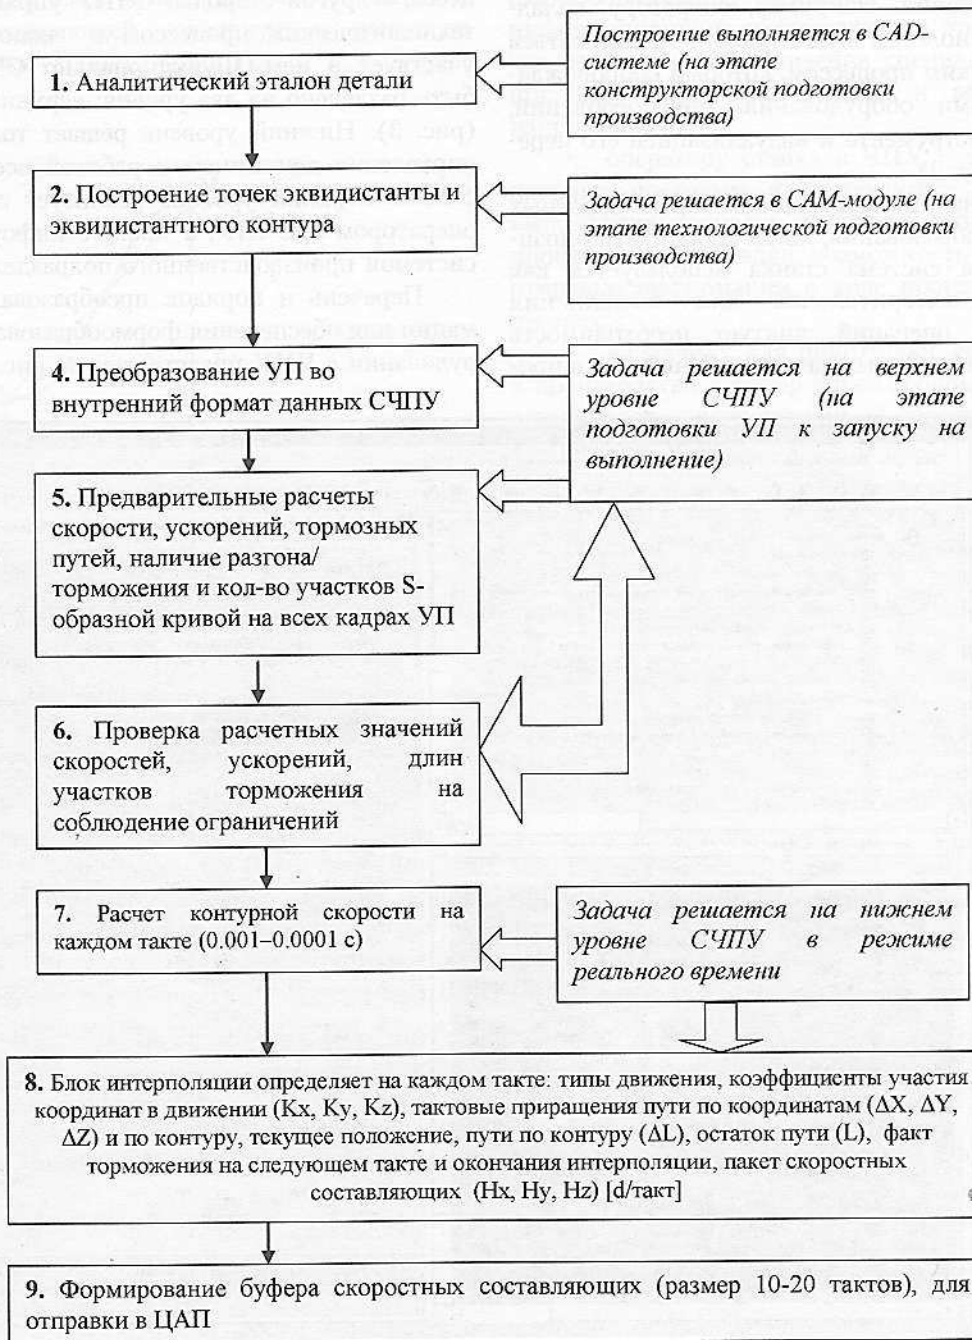 1. Аналитический эталон детали
Построение выполняется в CAD-
системе (на этапе
конструкторской подготовки
производства)
2. Построение точек эквидистанты и
эквидистантного контура
Задача решается в CAM-модуле (на
этапе технологической подготовки
производства)
4. Преобразование УП во
внутренний формат данных СЧПУ
Задача решается на верхнем
уровне СЧПУ (на этапе
подготовки УП к запуску на
выполнение)
5. Предварительные расчеты
скорости, ускорений, тормозных
путей, наличие разгона/
торможения и кол-во участков S-
образной кривой на всех кадрах УП
6. Проверка расчетных значений
скоростей, ускорений, длин
участков торможения на
соблюдение ограничений
7. Расчет контурной скорости на
каждом такте (0.001–0.0001 с)
Задача решается на нижнем
уровне СЧПУ в режиме
реального времени
8. Блок интерполяции определяет на каждом такте: типы движения, коэффициенты участия
координат в движении (Kx, Ky, Kz), тактовые приращения пути по координатам (ΔX, ΔY,
ΔZ) и по контуру, текущее положение, пути по контуру (ΔL), остаток пути (L), факт
торможения на следующем такте и окончания интерполяции, пакет скоростных
составляющих (Hx, Hy, Hz) [d/такт]
9. Формирование буфера скоростных составляющих (размер 10-20 тактов), для
отправки в ЦАП